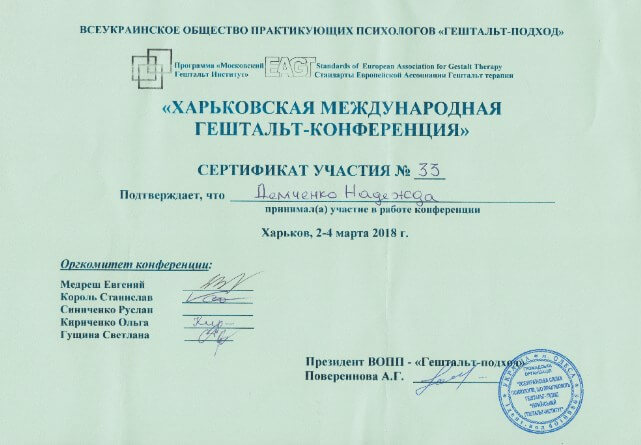 ВСЕУКРАИНСКОЕ ОБЩЕСТВО ПРАКТИКУЮЩИХ ПСИХОЛОГОВ «ГЕШТАЛЬТ-ПОДХОД»
Программа «Московский
Гештальт Институт»
EAGT
Standards of European Association for Gestalt Therapy
Стандарты Европейской Ассоциации Гештальт терапии
«ХАРЬКОВСКАЯ МЕЖДУНАРОДНАЯ
ГЕШТАЛЬТ-КОНФЕРЕНЦИЯ»
СЕРТИФИКАТ УЧАСТИЯ № 33
Подтверждает, что Демченко Надежда
принимал(а) участие в работе конференции
Харьков, 2-4 марта 2018 г.
Оргкомитет конференции:
Медреш Евгений
Король Станислав
Синиченко Руслан
Кириченко Ольга
Гущина Светлана
Президент ВОПП - «Гештальт-подход»
Повереннова А.Г.
УКРАЇНА м. ОДЕСА